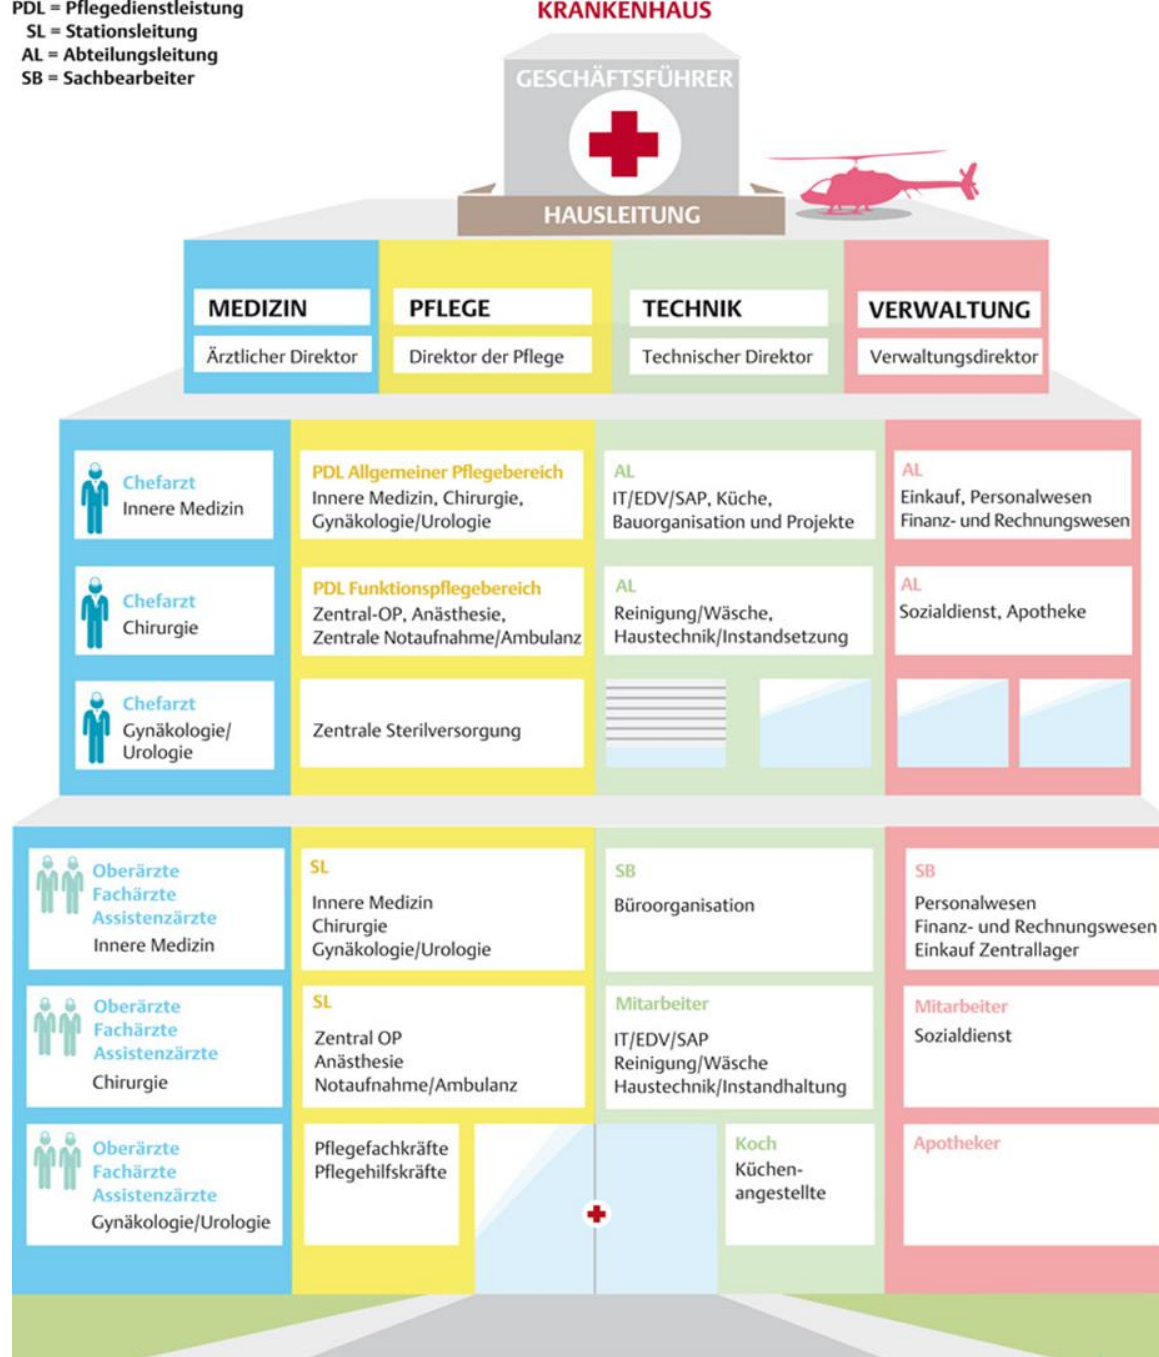 PDL = Pflegedienstleistung
SL = Stationsleitung
AL = Abteilungsleitung
SB = Sachbearbeiter
KRANKENHAUS
GESCHÄFTSFÜHRER
HAUSLEITUNG
MEDIZIN
Ärztlicher Direktor
PFLEGE
Direktor der Pflege
TECHNIK
Technischer Direktor
VERWALTUNG
Verwaltungsdirektor
Chefarzt
Innere Medizin
PDL Allgemeiner Pflegebereich
Innere Medizin, Chirurgie,
Gynäkologie/Urologie
AL
IT/EDV/SAP, Küche,
Bauorganisation und Projekte
AL
Einkauf, Personalwesen
Finanz- und Rechnungswesen
Chefarzt
Chirurgie
PDL Funktionspflegebereich
Zentral-OP, Anästhesie,
Zentrale Notaufnahme/Ambulanz
AL
Reinigung/Wäsche,
Haustechnik/Instandsetzung
AL
Sozialdienst, Apotheke
Chefarzt
Gynäkologie/
Urologie
Zentrale Sterilversorgung
Oberärzte
Fachärzte
Assistenzärzte
Innere Medizin
SL
Innere Medizin
Chirurgie
Gynäkologie/Urologie
SB
Büroorganisation
SB
Personalwesen
Finanz- und Rechnungswesen
Einkauf Zentrallager
Oberärzte
Fachärzte
Assistenzärzte
Chirurgie
SL
Zentral OP
Anästhesie
Notaufnahme/Ambulanz
Mitarbeiter
IT/EDV/SAP
Reinigung/Wäsche
Haustechnik/Instandhaltung
Mitarbeiter
Sozialdienst
Oberärzte
Fachärzte
Assistenzärzte
Gynäkologie/Urologie
Pflegefachkräfte
Pflegehilfskräfte
Koch
Küchen-
angestellte
Apotheker